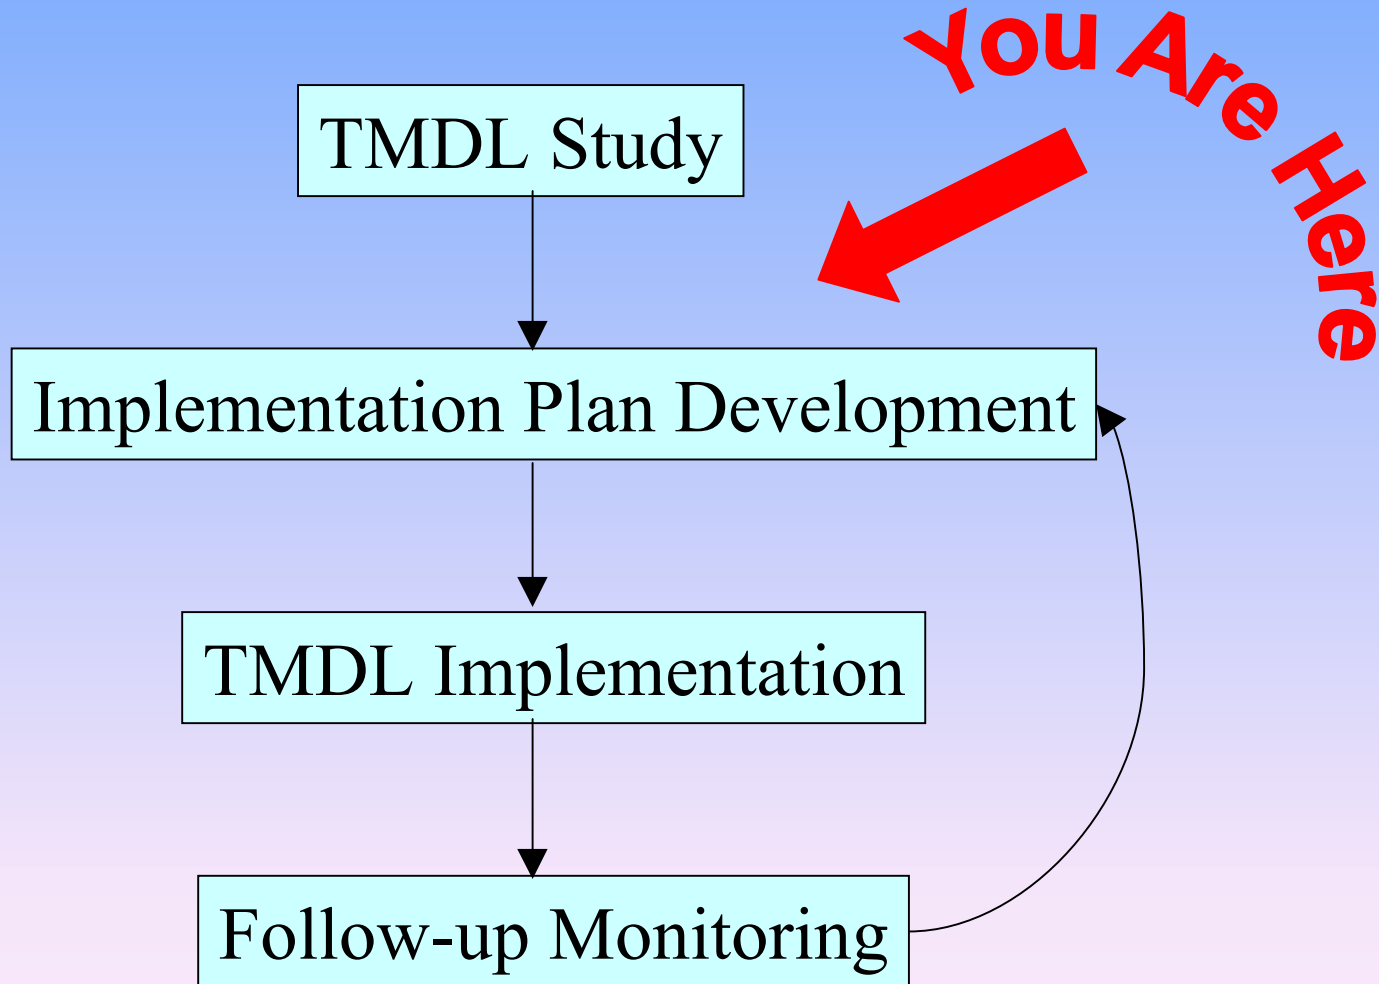 You Are Here
TMDL Study
Implementation Plan Development
TMDL Implementation
Follow-up Monitoring